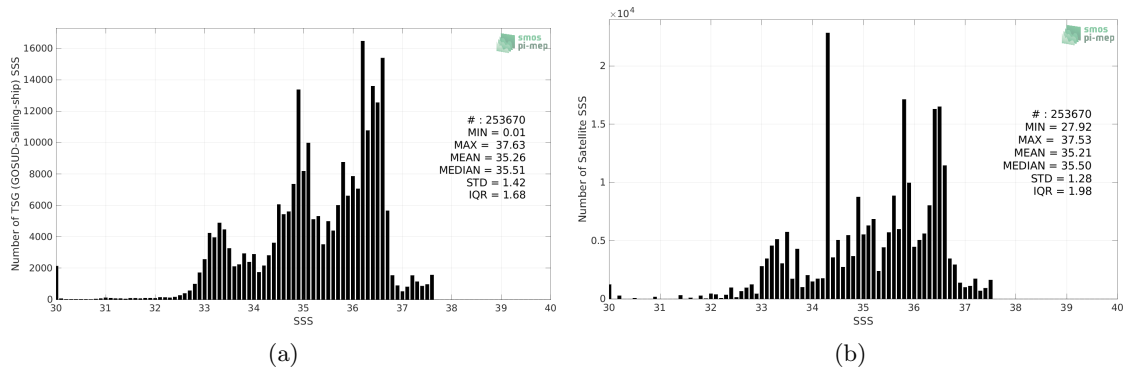 16000
14000
12000
10000
8000
6000
4000
2000
0
30
31
32
33
34
35
36
37
38
39
40
Number of TSG (GOSUD-Sailing-ship) SSS
SSS
smos
pi-mep
# : 253670
MIN = 0.01
MAX = 37.63
MEAN = 35.26
MEDIAN = 35.51
STD = 1.42
IQR = 1.68
(a)
×10⁴
2
1.5
1
0.5
0
30
31
32
33
34
35
36
37
38
39
40
Number of Satellite SSS
SSS
smos
pi-mep
# : 253670
MIN = 27.92
MAX = 37.53
MEAN = 35.21
MEDIAN = 35.50
STD = 1.28
IQR = 1.98
(b)